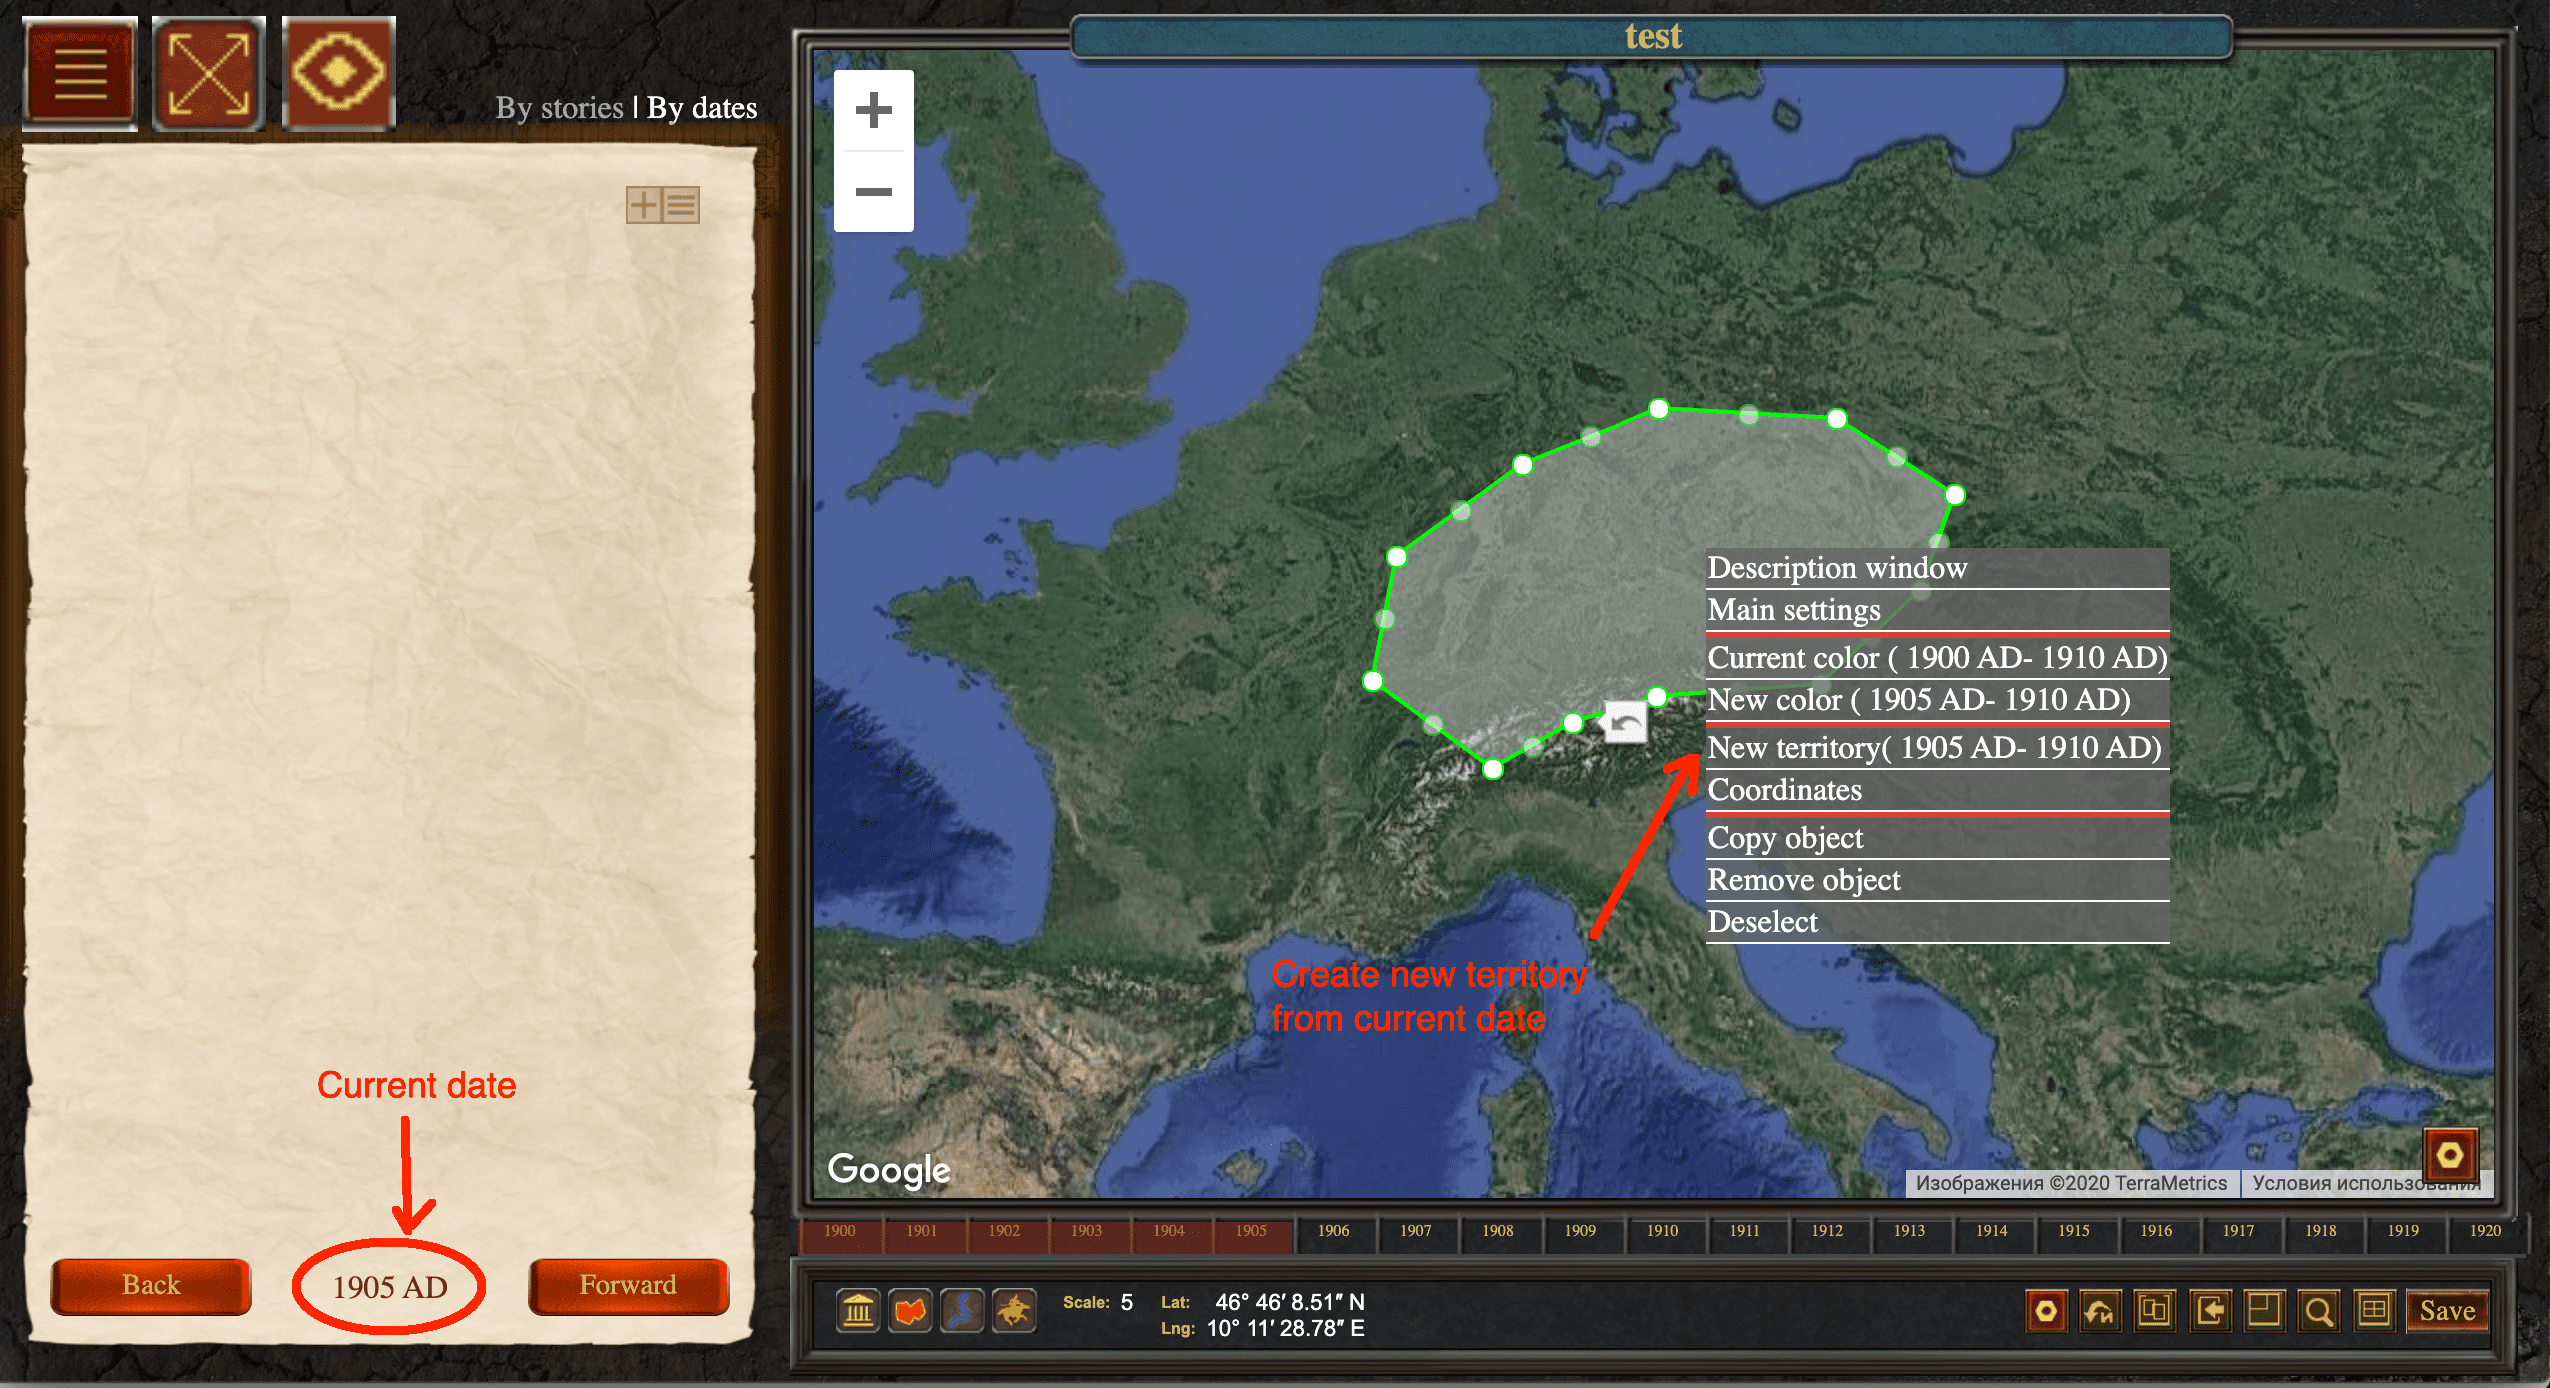 test
By stories | By dates
Description window
Main settings
Current color ( 1900 AD- 1910 AD)
New color ( 1905 AD- 1910 AD)
New territory( 1905 AD- 1910 AD)
Coordinates
Copy object
Remove object
Deselect
Create new territory
from current date
Current date
Back
1905 AD
Forward
Google
Изображения ©2020 TerraMetrics
Условия использования
1900 1901 1902 1903 1904 1905 1906 1907 1908 1909 1910 1911 1912 1913 1914 1915 1916 1917 1918 1919 1920
Scale: 5
Lat: 46° 46′ 8.51″ N
Lng: 10° 11′ 28.78″ E
Save